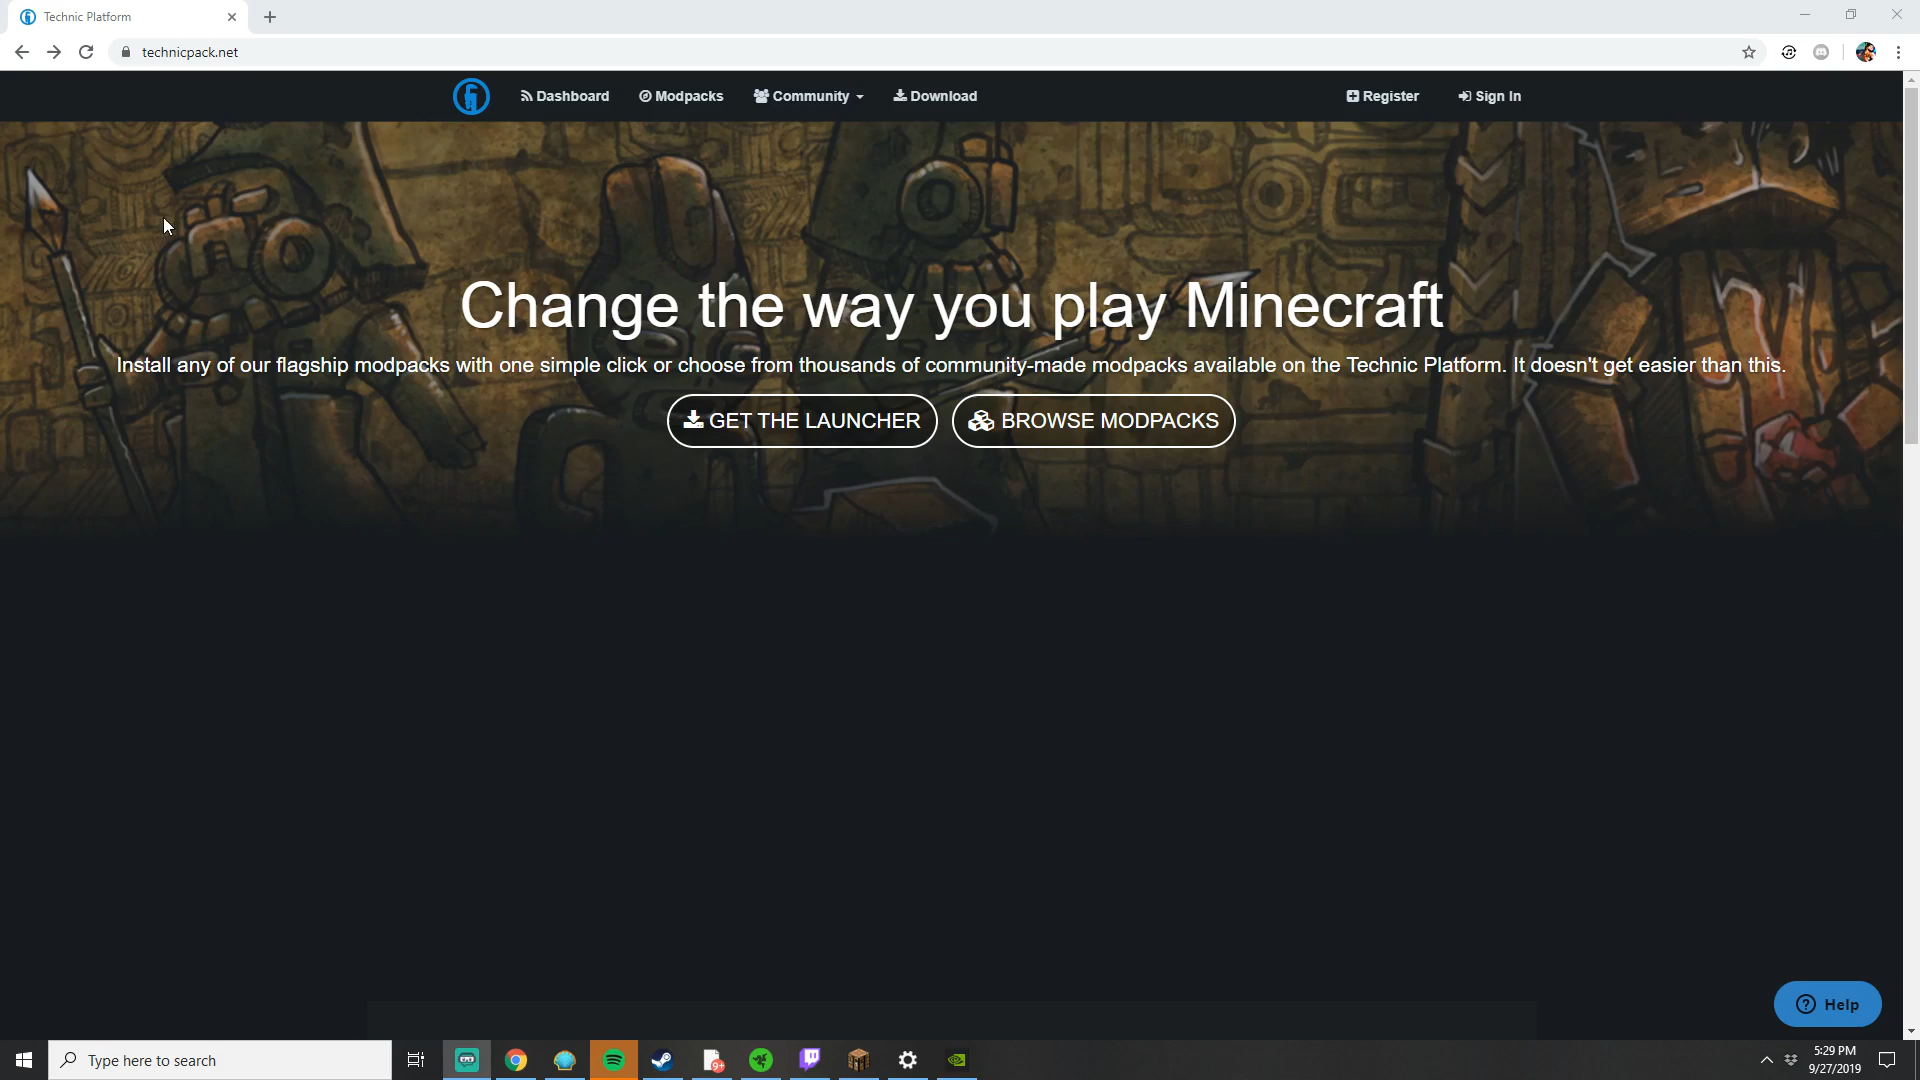 Technic Platform
technicpack.net
Dashboard Modpacks Community Download Register Sign In
Change the way you play Minecraft
Install any of our flagship modpacks with one simple click or choose from thousands of community-made modpacks available on the Technic Platform. It doesn't get easier than this.
GET THE LAUNCHER BROWSE MODPACKS
Help
Type here to search
9+
5:29 PM
9/27/2019